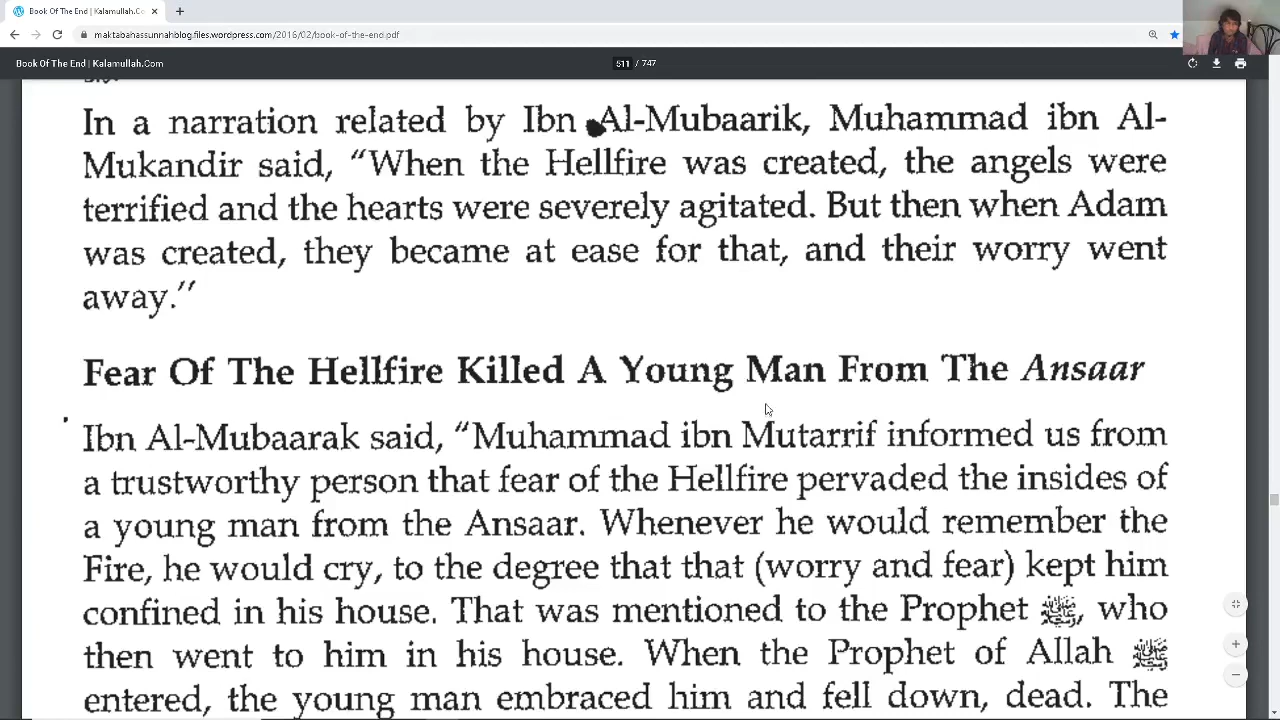 Book Of The End | Kalamullah.Co
maktabahassunnahblog.files.wordpress.com/2016/02/book-of-the-end.pdf
Book Of The End | Kalamullah.Com
511 / 747
In a narration related by Ibn Al-Mubaarik, Muhammad ibn Al-
Mukandir said, “When the Hellfire was created, the angels were
terrified and the hearts were severely agitated. But then when Adam
was created, they became at ease for that, and their worry went
away.”
Fear Of The Hellfire Killed A Young Man From The Ansaar
Ibn Al-Mubaarak said, “Muhammad ibn Mutarrif informed us from
a trustworthy person that fear of the Hellfire pervaded the insides of
a young man from the Ansaar. Whenever he would remember the
Fire, he would cry, to the degree that that (worry and fear) kept him
confined in his house. That was mentioned to the Prophet ﷺ, who
then went to him in his house. When the Prophet of Allah ﷺ
entered, the young man embraced him and fell down, dead. The